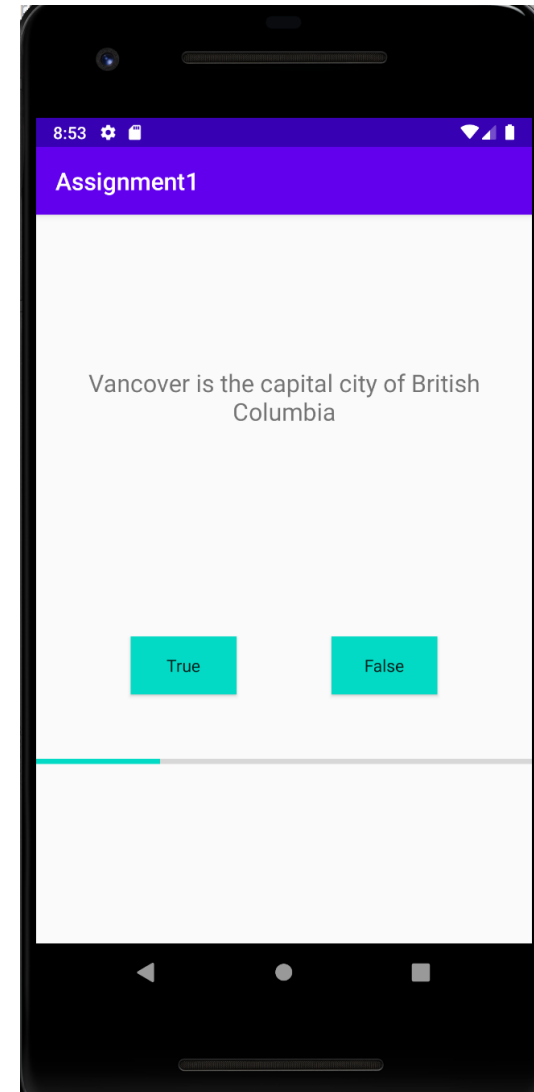 8:53
Assignment1
Vancover is the capital city of British
Columbia
True
False